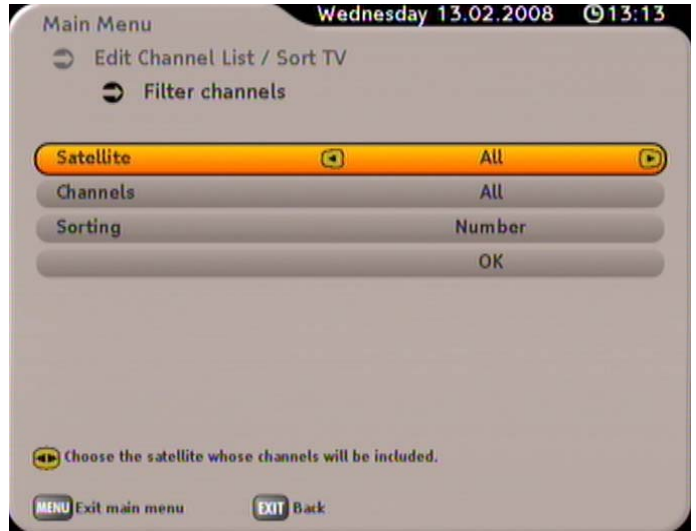 Main Menu
Wednesday 13.02.2008 13:13
Edit Channel List / Sort TV
Filter channels
Satellite All
Channels All
Sorting Number
OK
Choose the satellite whose channels will be included.
MENU Exit main menu EXIT Back